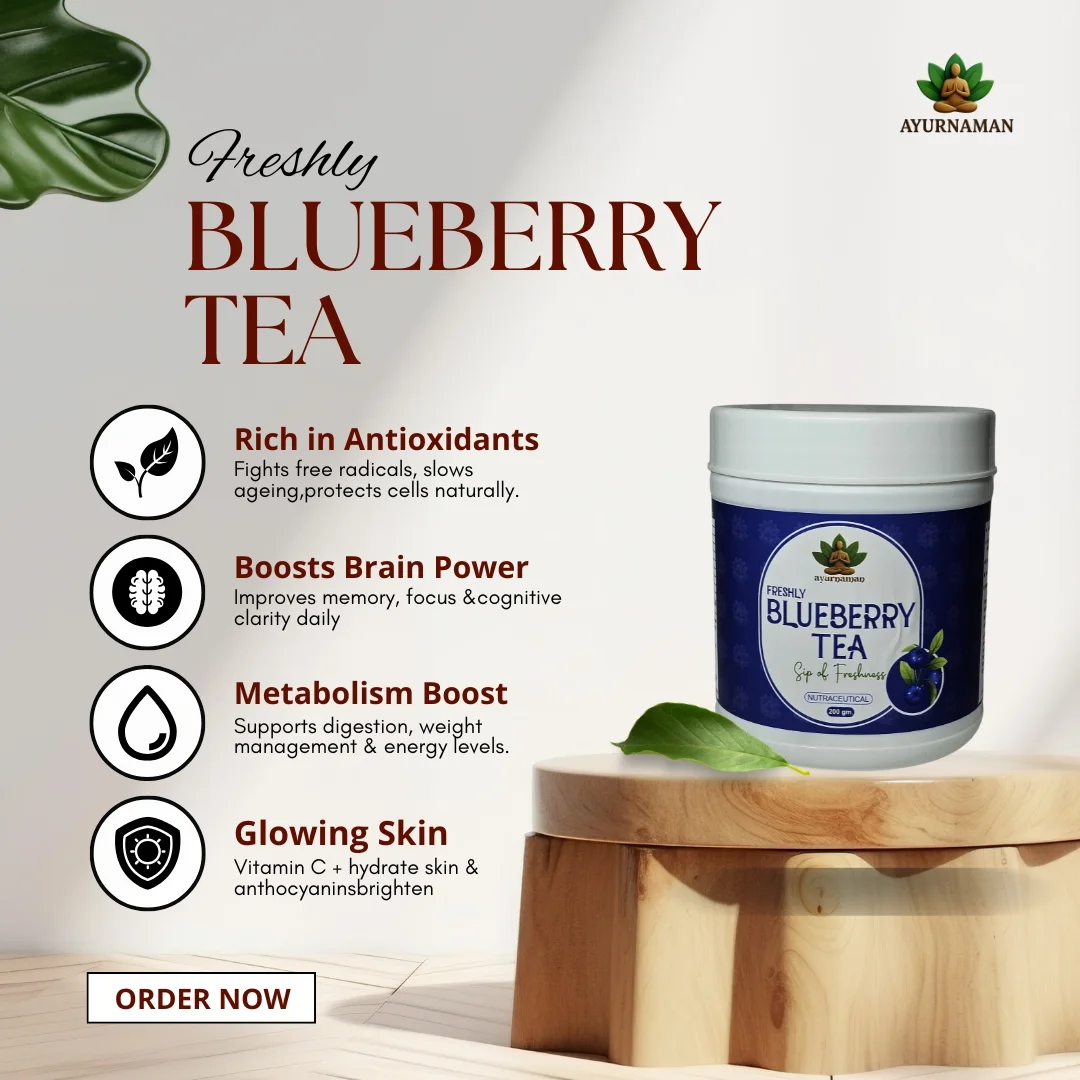 AYURNAMAN
Freshly
BLUEBERRY
TEA
Rich in Antioxidants
Fights free radicals, slows
ageing,protects cells naturally.
Boosts Brain Power
Improves memory, focus &cognitive
clarity daily
Metabolism Boost
Supports digestion, weight
management & energy levels.
Glowing Skin
Vitamin C + hydrate skin &
anthocyaninsbrighten
ORDER NOW
ayurnaman
FRESHLY
BLUEBERRY
TEA
Sip of Freshness
NUTRACEUTICAL
200 gm